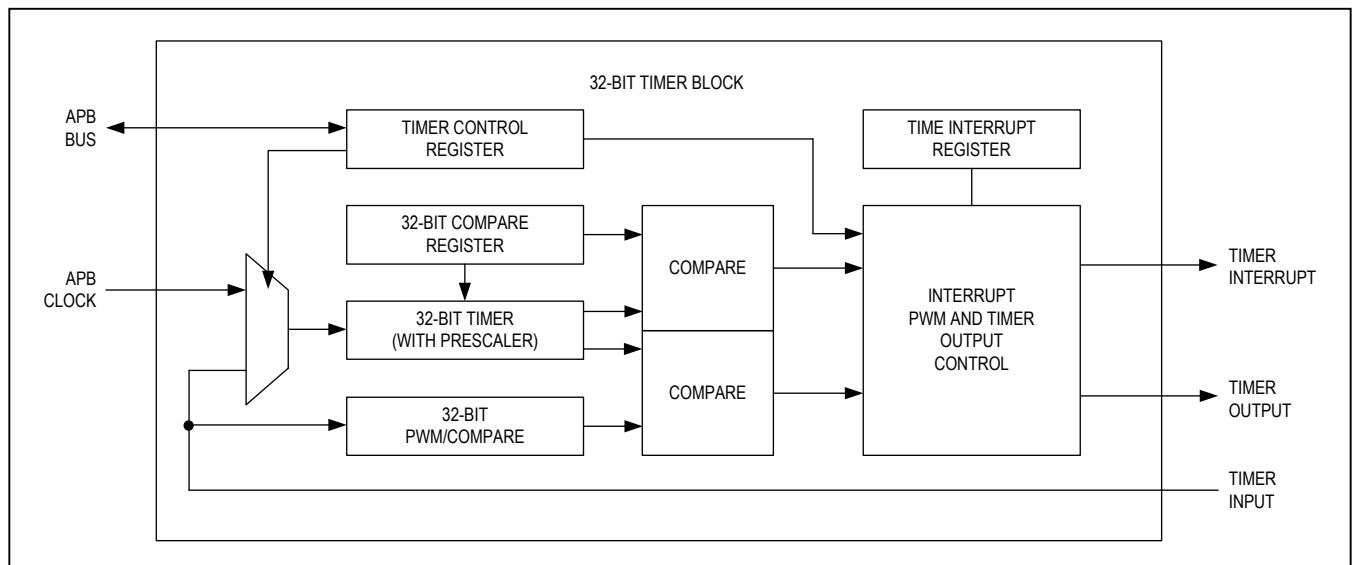 32-BIT TIMER BLOCK
APB
BUS
TIMER CONTROL
REGISTER
TIME INTERRUPT
REGISTER
32-BIT COMPARE
REGISTER
COMPARE
APB
CLOCK
32-BIT TIMER
(WITH PRESCALER)
INTERRUPT
PWM AND TIMER
OUTPUT
CONTROL
TIMER
INTERRUPT
COMPARE
32-BIT
PWM/COMPARE
TIMER
OUTPUT
TIMER
INPUT